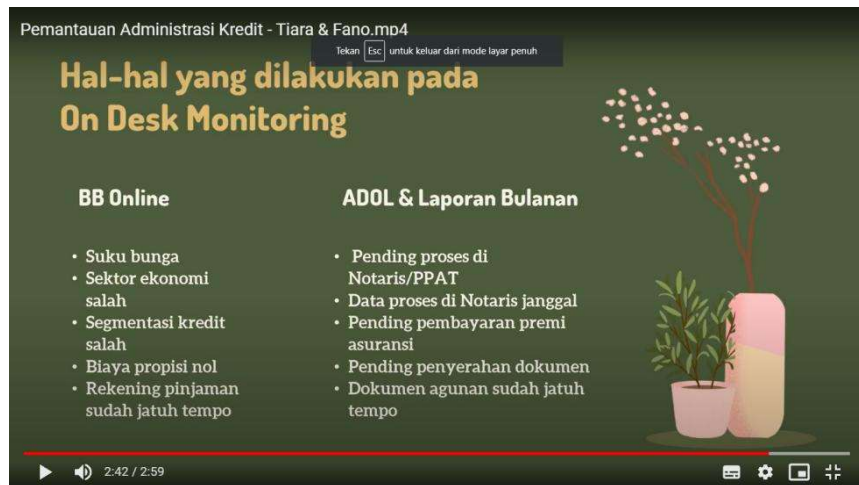 Pemantauan Administrasi Kredit - Tiara & Fano.mp4
Tekan Esc untuk keluar dari mode layar penuh
Hal-hal yang dilakukan pada
On Desk Monitoring
BB Online
• Suku bunga
• Sektor ekonomi
salah
• Segmentasi kredit
salah
• Biaya propisi nol
• Rekening pinjaman
sudah jatuh tempo
ADOL & Laporan Bulanan
• Pending proses di
Notaris/PPAT
• Data proses di Notaris janggal
• Pending pembayaran premi
asuransi
• Pending penyerahan dokumen
• Dokumen agunan sudah jatuh
tempo
2:42 / 2:59